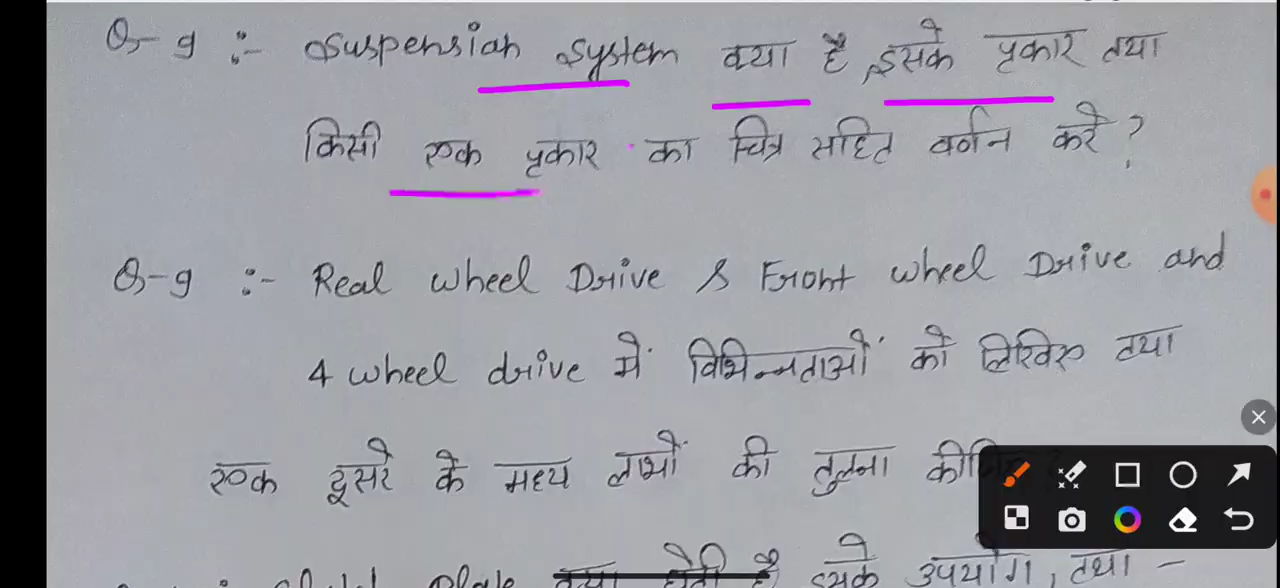 Q-9 :- Suspension System क्या है, इसके प्रकार तथा
किसी एक प्रकार का चित्र सहित वर्णन करे ?
Q-9 :- Real wheel Drive & Front wheel Drive and
4 wheel drive में विभिन्नताओं को लिखिए तथा
एक दूसरे के मध्य लाभों की तुलना
plate क्या होती है इसके उपयोग, तथा -